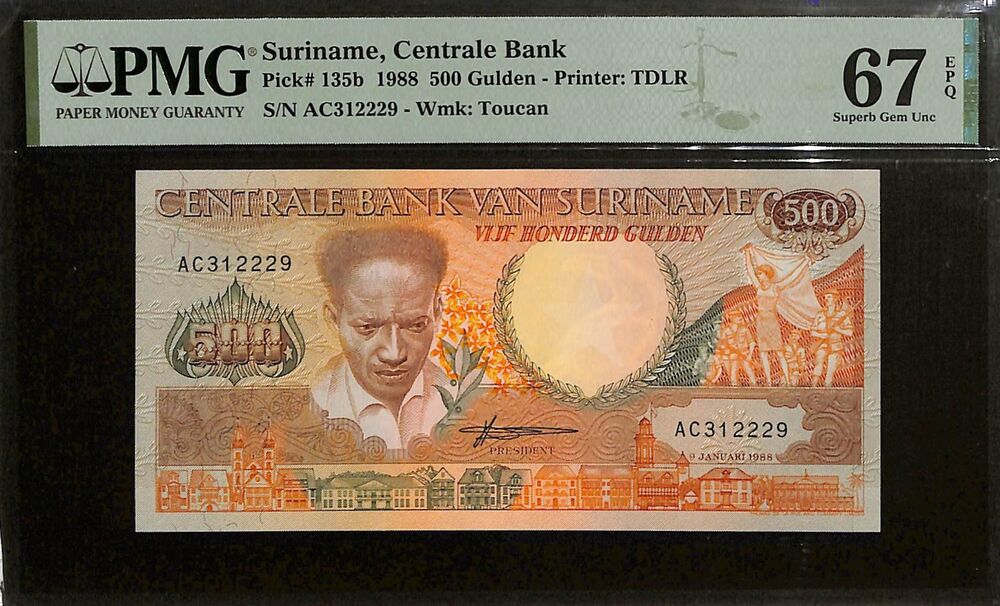 PMG®
PAPER MONEY GUARANTY
Suriname, Centrale Bank
Pick# 135b 1988 500 Gulden - Printer: TDLR
S/N AC312229 - Wmk: Toucan
67
EPQ
Superb Gem Unc
CENTRALE BANK VAN SURINAME
500
VIJF HONDERD GULDEN
AC312229
500
PRESIDENT
AC312229
9 JANUARI 1988